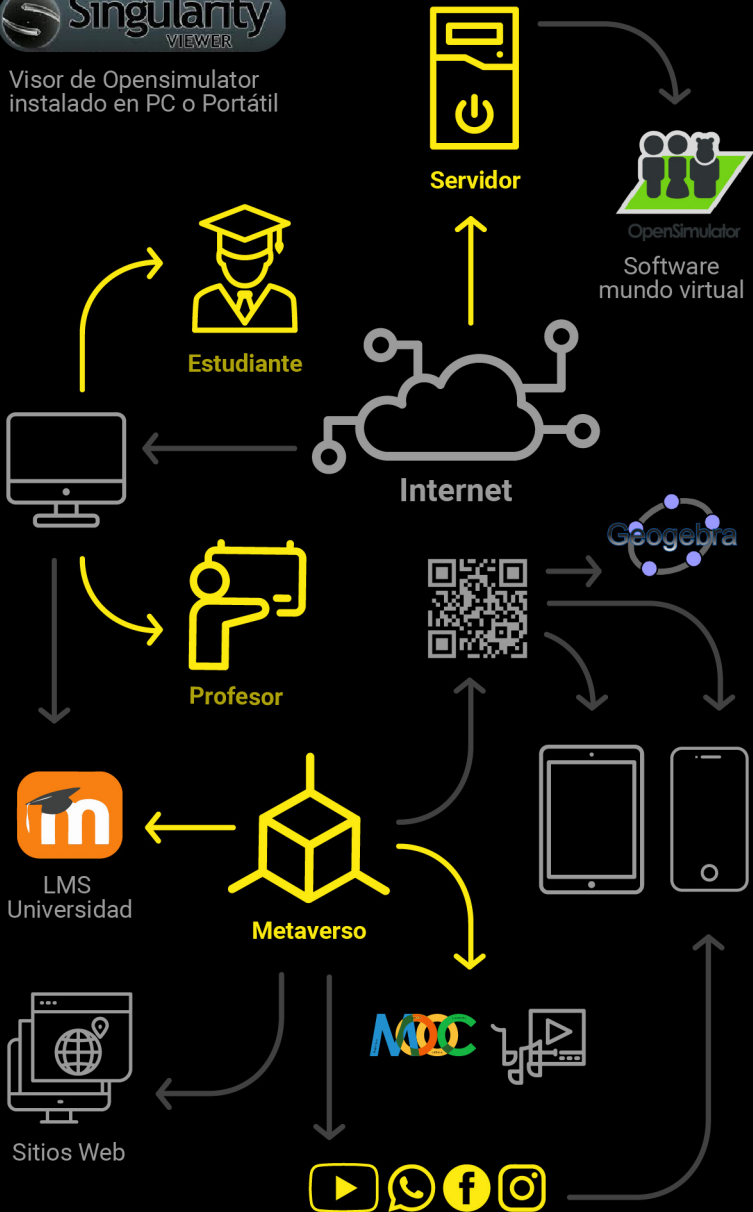 Singularity
VIEWER
Visor de Opensimulator
instalado en PC o Portátil
Servidor
OpenSimulator
Software
mundo virtual
Estudiante
Internet
Geogebra
Profesor
m
LMS
Universidad
Metaverso
MOOC
Sitios Web